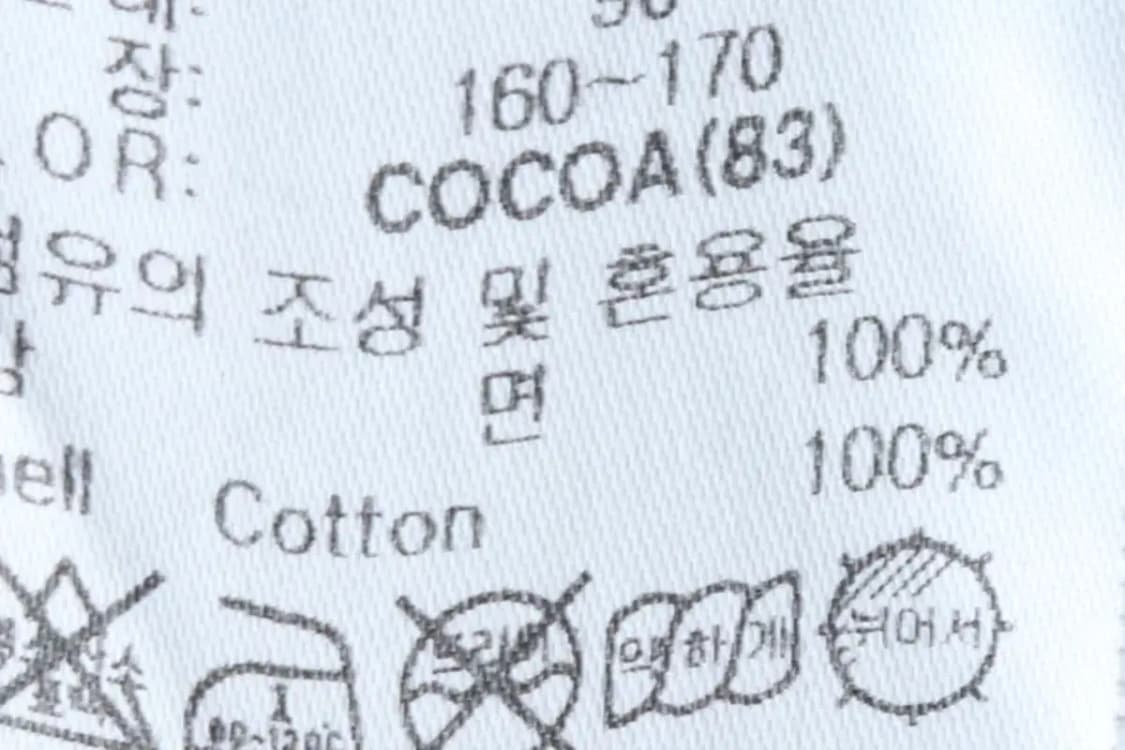 장:
160~170
OR: COCOA(83)
섬유의 조성 및 혼용율
면 100%
100%
Cotton
약하게
뉘어서